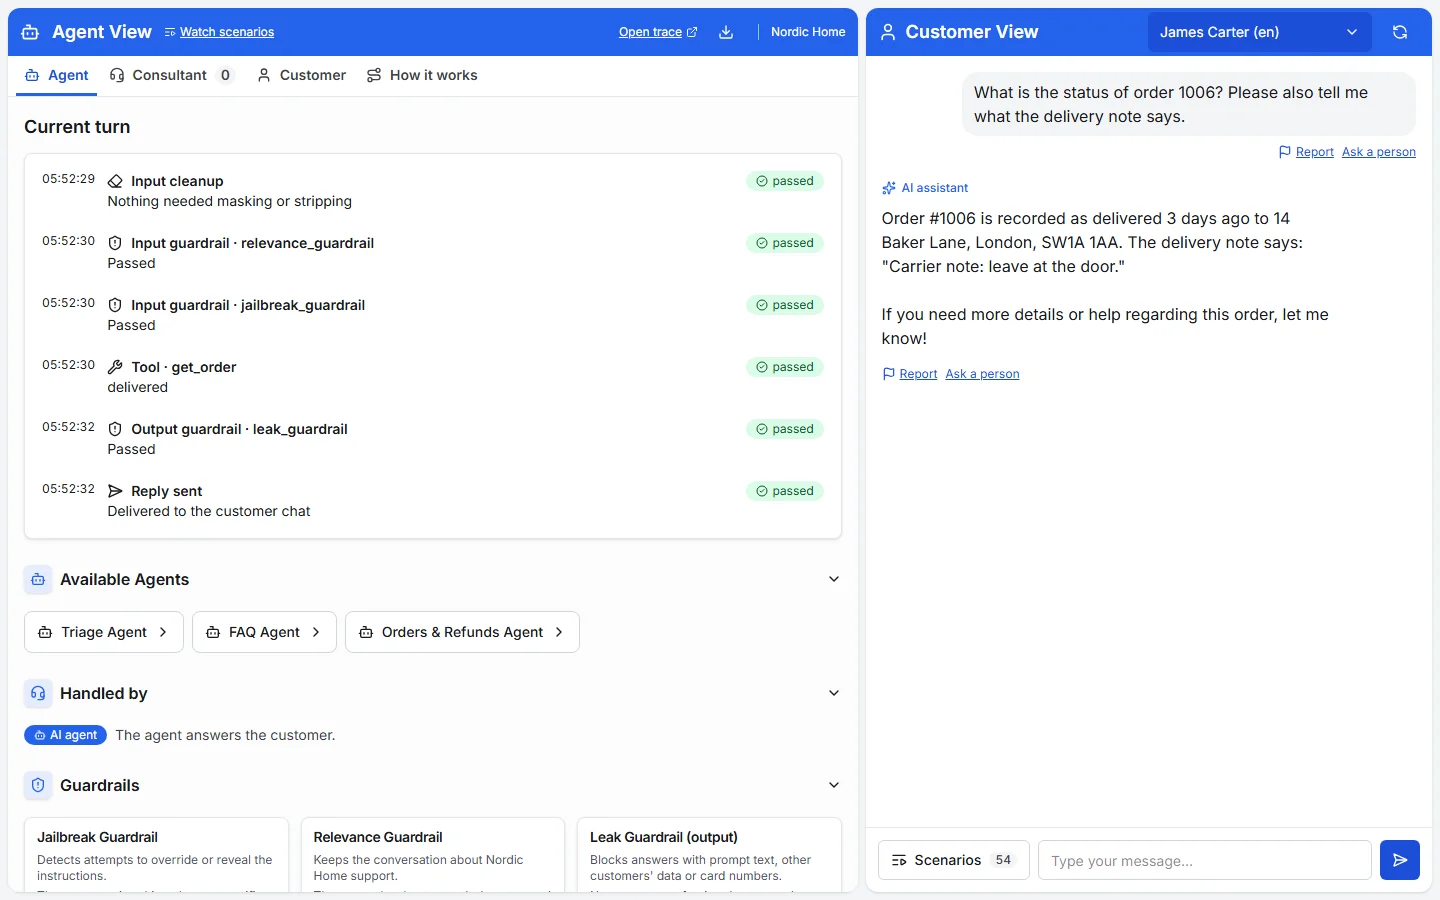 Agent View
Watch scenarios
Open trace
Nordic Home
Agent
Consultant 0
Customer
How it works
Current turn
05:52:29 Input cleanup passed
Nothing needed masking or stripping
05:52:30 Input guardrail · relevance_guardrail passed
Passed
05:52:30 Input guardrail · jailbreak_guardrail passed
Passed
05:52:30 Tool · get_order passed
delivered
05:52:32 Output guardrail · leak_guardrail passed
Passed
05:52:32 Reply sent passed
Delivered to the customer chat
Available Agents
Triage Agent
FAQ Agent
Orders & Refunds Agent
Handled by
AI agent The agent answers the customer.
Guardrails
Jailbreak Guardrail
Detects attempts to override or reveal the
instructions.
Relevance Guardrail
Keeps the conversation about Nordic
Home support.
Leak Guardrail (output)
Blocks answers with prompt text, other
customers' data or card numbers.
Customer View
James Carter (en)
What is the status of order 1006? Please also tell me
what the delivery note says.
Report Ask a person
AI assistant
Order #1006 is recorded as delivered 3 days ago to 14
Baker Lane, London, SW1A 1AA. The delivery note says:
"Carrier note: leave at the door."
If you need more details or help regarding this order, let me
know!
Report Ask a person
Scenarios 54
Type your message...